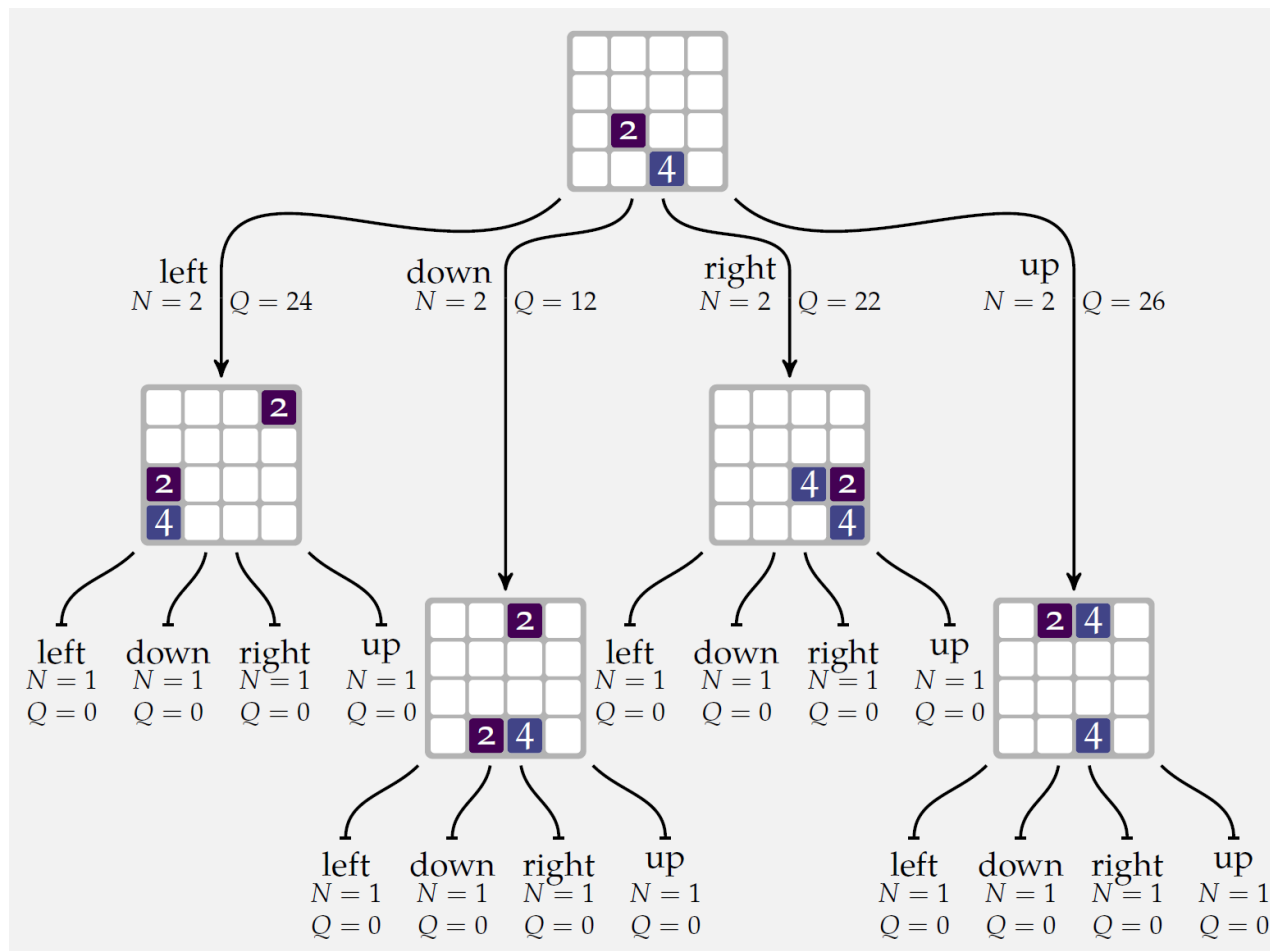 2
4
left
down
right
up
N = 2 Q = 24
N = 2 Q = 12
N = 2 Q = 22
N = 2 Q = 26
2
2
4
4 2
4
left down right up
N = 1 N = 1 N = 1 N = 1
Q = 0 Q = 0 Q = 0 Q = 0
left down right up
N = 1 N = 1 N = 1 N = 1
Q = 0 Q = 0 Q = 0 Q = 0
2
2 4
2 4
4
left down right up
N = 1 N = 1 N = 1 N = 1
Q = 0 Q = 0 Q = 0 Q = 0
left down right up
N = 1 N = 1 N = 1 N = 1
Q = 0 Q = 0 Q = 0 Q = 0